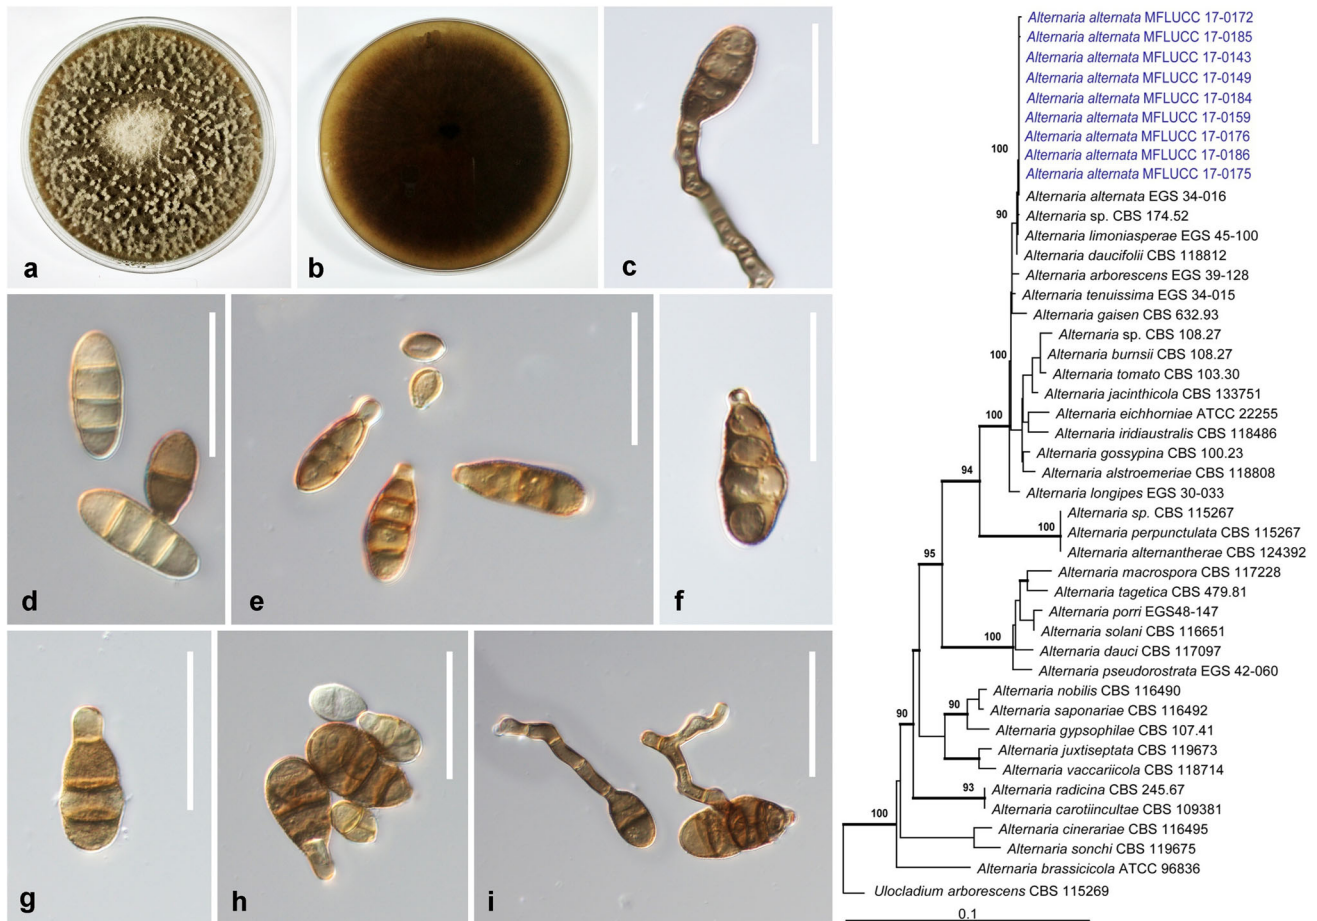 a
b
c
d
e
f
g
h
i
Alternaria alternata MFLUCC 17-0172
Alternaria alternata MFLUCC 17-0185
Alternaria alternata MFLUCC 17-0143
Alternaria alternata MFLUCC 17-0149
Alternaria alternata MFLUCC 17-0184
Alternaria alternata MFLUCC 17-0159
Alternaria alternata MFLUCC 17-0176
100
Alternaria alternata MFLUCC 17-0186
Alternaria alternata MFLUCC 17-0175
Alternaria alternata EGS 34-016
90
Alternaria sp. CBS 174.52
Alternaria limoniasperae EGS 45-100
Alternaria daucifolii CBS 118812
Alternaria arborescens EGS 39-128
Alternaria tenuissima EGS 34-015
Alternaria gaisen CBS 632.93
Alternaria sp. CBS 108.27
100
Alternaria burnsii CBS 108.27
Alternaria tomato CBS 103.30
Alternaria jacinthicola CBS 133751
100
Alternaria eichhorniae ATCC 22255
Alternaria iridiaustralis CBS 118486
Alternaria gossypina CBS 100.23
94
Alternaria alstroemeriae CBS 118808
Alternaria longipes EGS 30-033
Alternaria sp. CBS 115267
100
Alternaria perpunctulata CBS 115267
Alternaria alternantherae CBS 124392
95
Alternaria macrospora CBS 117228
Alternaria tagetica CBS 479.81
Alternaria porri EGS48-147
100
Alternaria solani CBS 116651
Alternaria dauci CBS 117097
Alternaria pseudorostrata EGS 42-060
Alternaria nobilis CBS 116490
90
Alternaria saponariae CBS 116492
90
Alternaria gypsophilae CBS 107.41
Alternaria juxtiseptata CBS 119673
Alternaria vaccariicola CBS 118714
93
Alternaria radicina CBS 245.67
Alternaria carotiincultae CBS 109381
100
Alternaria cinerariae CBS 116495
Alternaria sonchi CBS 119675
Alternaria brassicicola ATCC 96836
Ulocladium arborescens CBS 115269
0.1